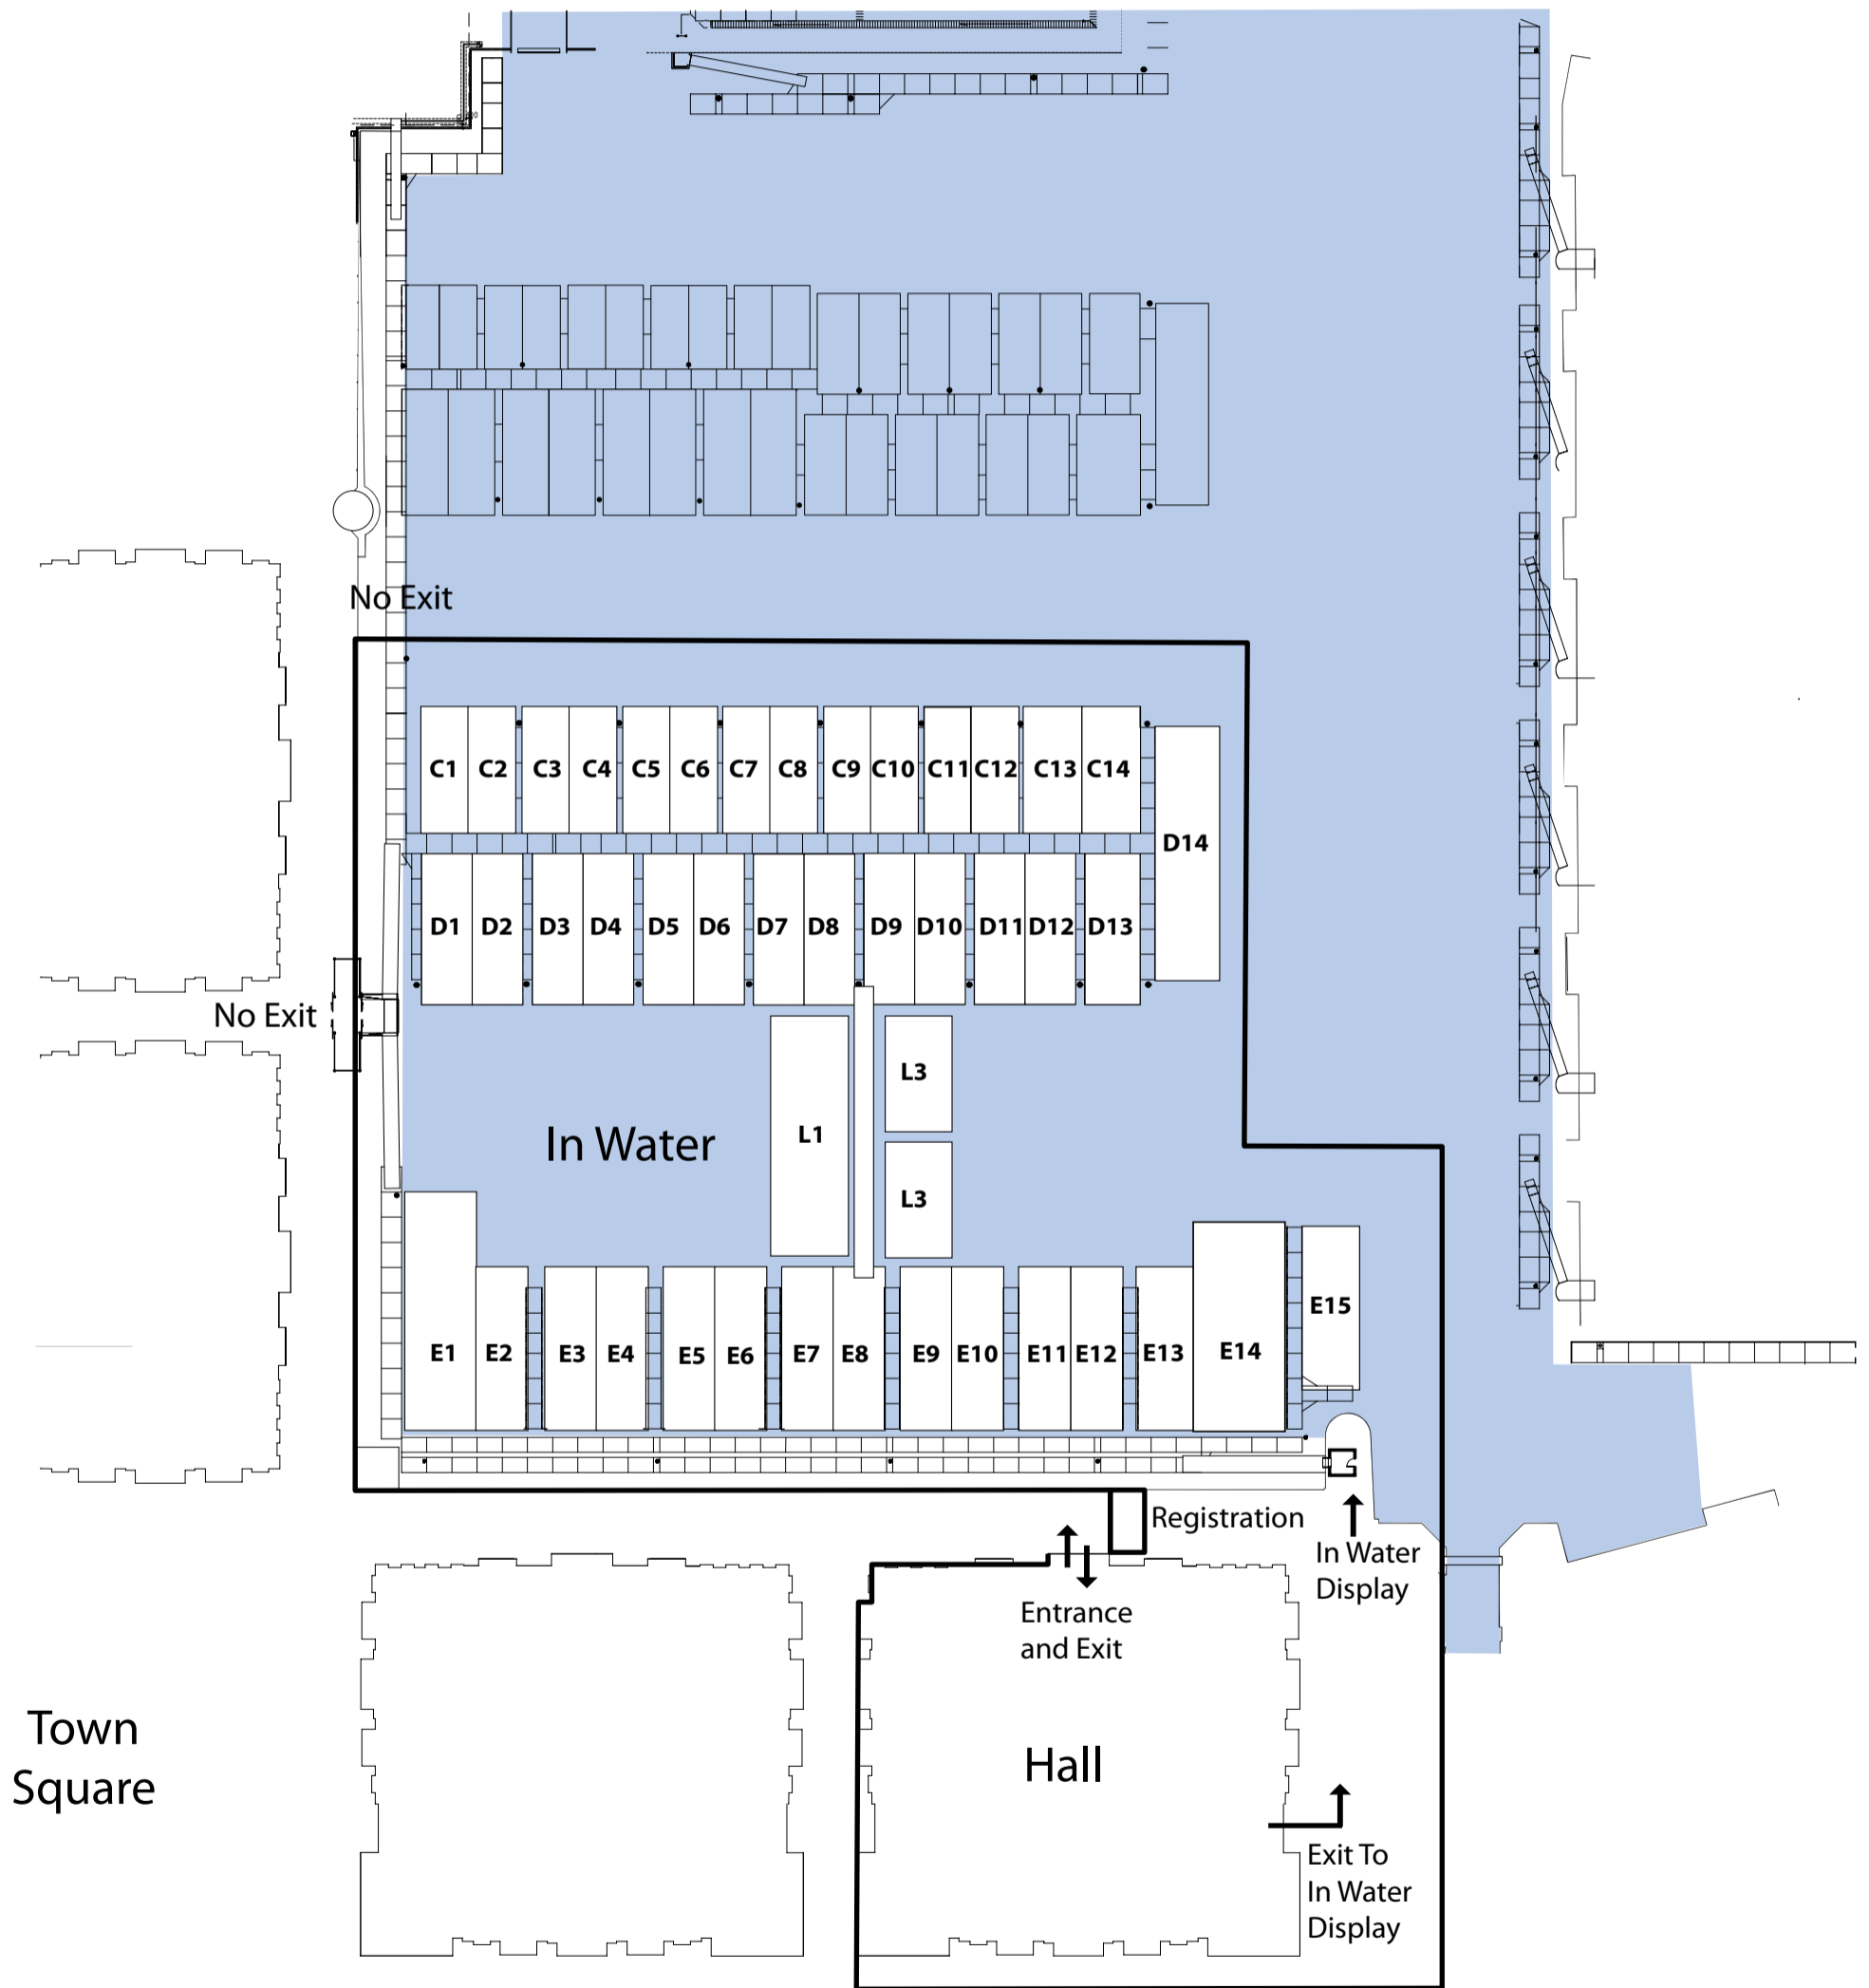 No Exit
C1 C2 C3 C4 C5 C6 C7 C8 C9 C10 C11 C12 C13 C14
D14
D1 D2 D3 D4 D5 D6 D7 D8 D9 D10 D11 D12 D13
No Exit
L3
L1
In Water
L3
E15
E1 E2 E3 E4 E5 E6 E7 E8 E9 E10 E11 E12 E13 E14
Registration
In Water
Display
Entrance
and Exit
Town
Square
Hall
Exit To
In Water
Display